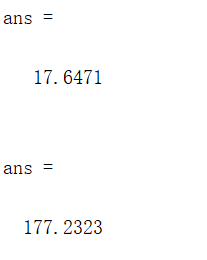 ans =
17.6471
ans =
177.2323